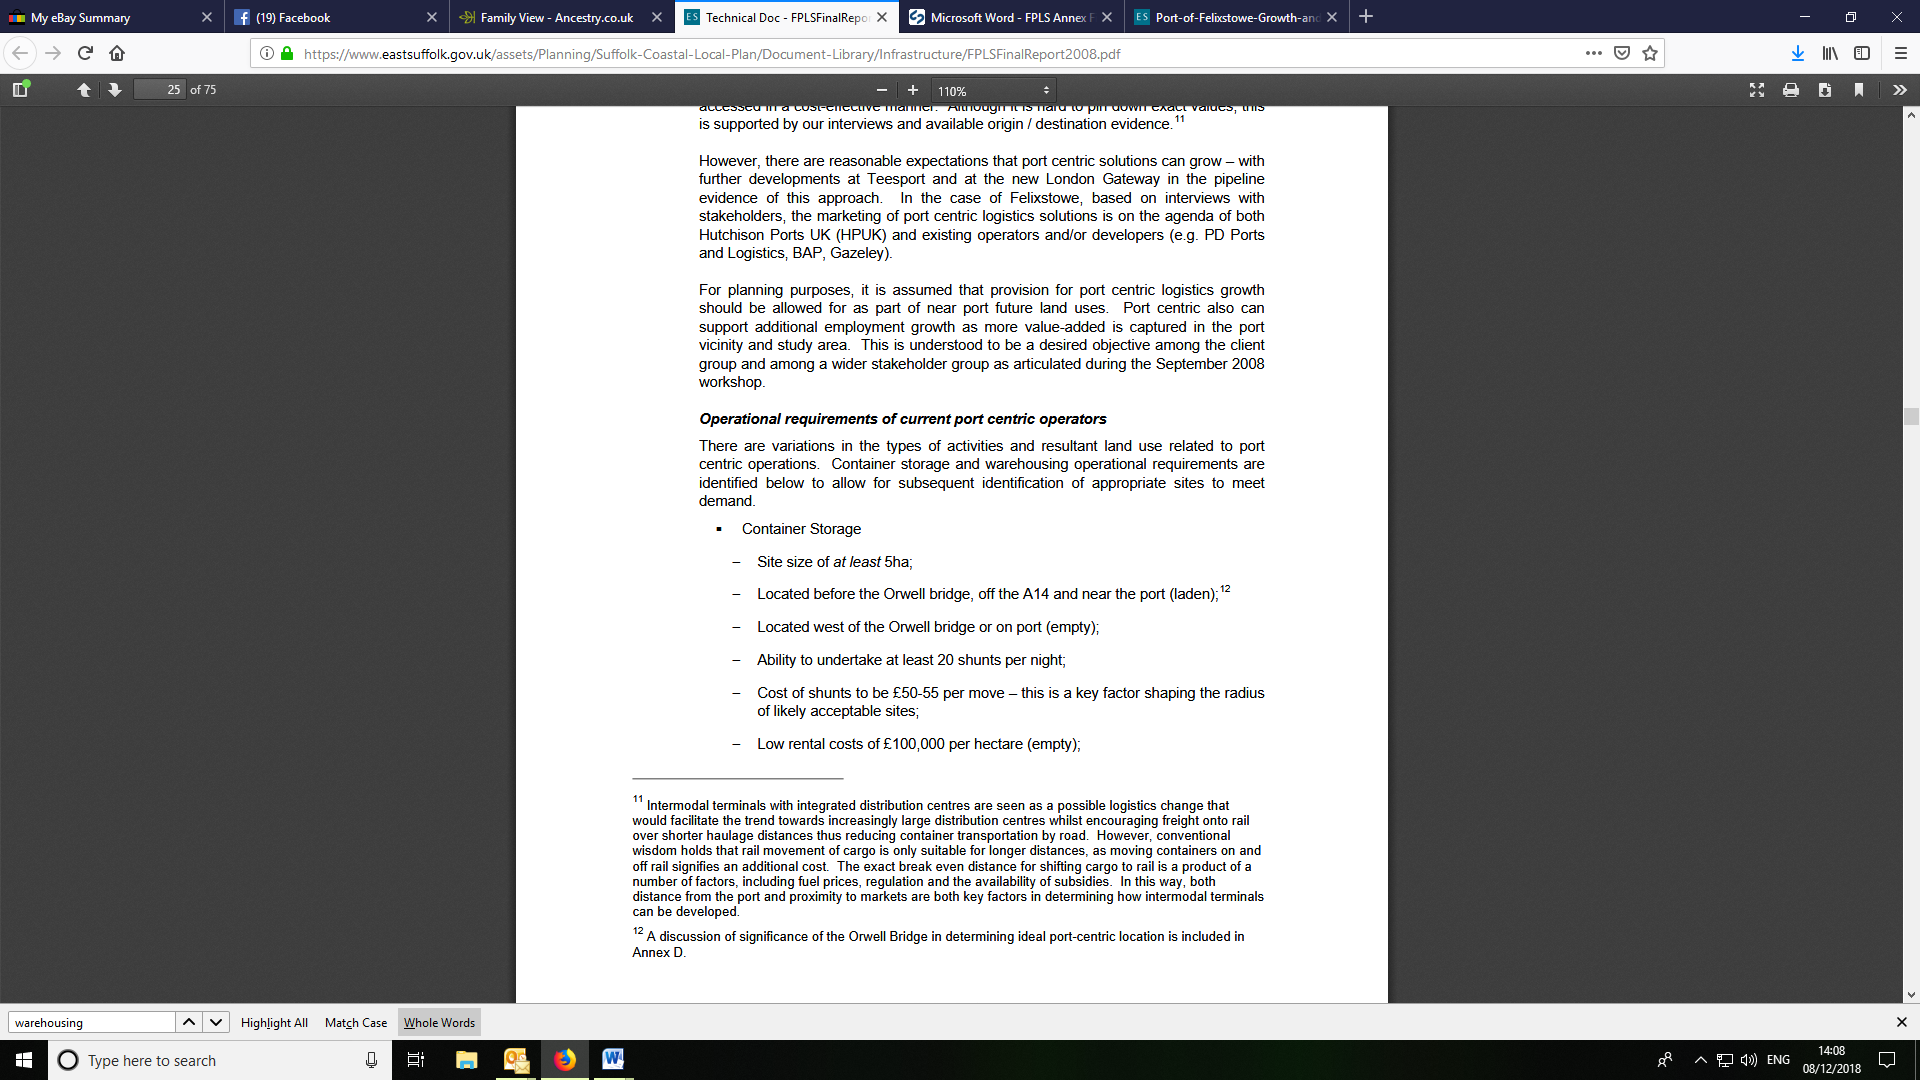 My eBay Summary
(19) Facebook
Family View - Ancestry.co.uk
Technical Doc - FPLSFinalRepo
Microsoft Word - FPLS Annex F
Port-of-Felixstowe-Growth-and
https://www.eastsuffolk.gov.uk/assets/Planning/Suffolk-Coastal-Local-Plan/Document-Library/Infrastructure/FPLSFinalReport2008.pdf
25 of 75
110%
accessed in a cost-effective manner. Although it is hard to pin down exact values, this
is supported by our interviews and available origin / destination evidence.11
However, there are reasonable expectations that port centric solutions can grow – with
further developments at Teesport and at the new London Gateway in the pipeline
evidence of this approach. In the case of Felixstowe, based on interviews with
stakeholders, the marketing of port centric logistics solutions is on the agenda of both
Hutchison Ports UK (HPUK) and existing operators and/or developers (e.g. PD Ports
and Logistics, BAP, Gazeley).
For planning purposes, it is assumed that provision for port centric logistics growth
should be allowed for as part of near port future land uses. Port centric also can
support additional employment growth as more value-added is captured in the port
vicinity and study area. This is understood to be a desired objective among the client
group and among a wider stakeholder group as articulated during the September 2008
workshop.
Operational requirements of current port centric operators
There are variations in the types of activities and resultant land use related to port
centric operations. Container storage and warehousing operational requirements are
identified below to allow for subsequent identification of appropriate sites to meet
demand.
▪ Container Storage
– Site size of at least 5ha;
– Located before the Orwell bridge, off the A14 and near the port (laden);12
– Located west of the Orwell bridge or on port (empty);
– Ability to undertake at least 20 shunts per night;
– Cost of shunts to be £50-55 per move – this is a key factor shaping the radius
of likely acceptable sites;
– Low rental costs of £100,000 per hectare (empty);
11 Intermodal terminals with integrated distribution centres are seen as a possible logistics change that
would facilitate the trend towards increasingly large distribution centres whilst encouraging freight onto rail
over shorter haulage distances thus reducing container transportation by road. However, conventional
wisdom holds that rail movement of cargo is only suitable for longer distances, as moving containers on and
off rail signifies an additional cost. The exact break even distance for shifting cargo to rail is a product of a
number of factors, including fuel prices, regulation and the availability of subsidies. In this way, both
distance from the port and proximity to markets are both key factors in determining how intermodal terminals
can be developed.
12 A discussion of significance of the Orwell Bridge in determining ideal port-centric location is included in
Annex D.
warehousing
Highlight All
Match Case
Whole Words
Type here to search
ENG
14:08
08/12/2018